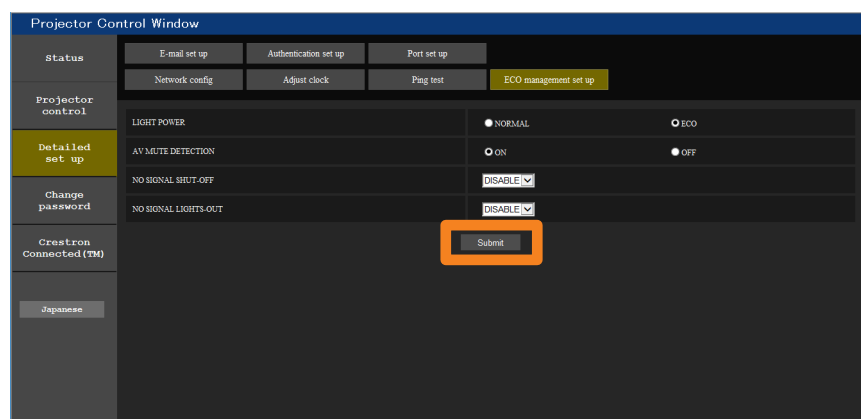 Projector Control Window
Status
E-mail set up
Authentication set up
Port set up
Network config
Adjust clock
Ping test
ECO management set up
Projector
control
Detailed
set up
Change
password
Crestron
Connected(TM)
Japanese
LIGHT POWER
NORMAL
ECO
AV MUTE DETECTION
ON
OFF
NO SIGNAL SHUT-OFF
DISABLE
NO SIGNAL LIGHTS-OUT
DISABLE
Submit